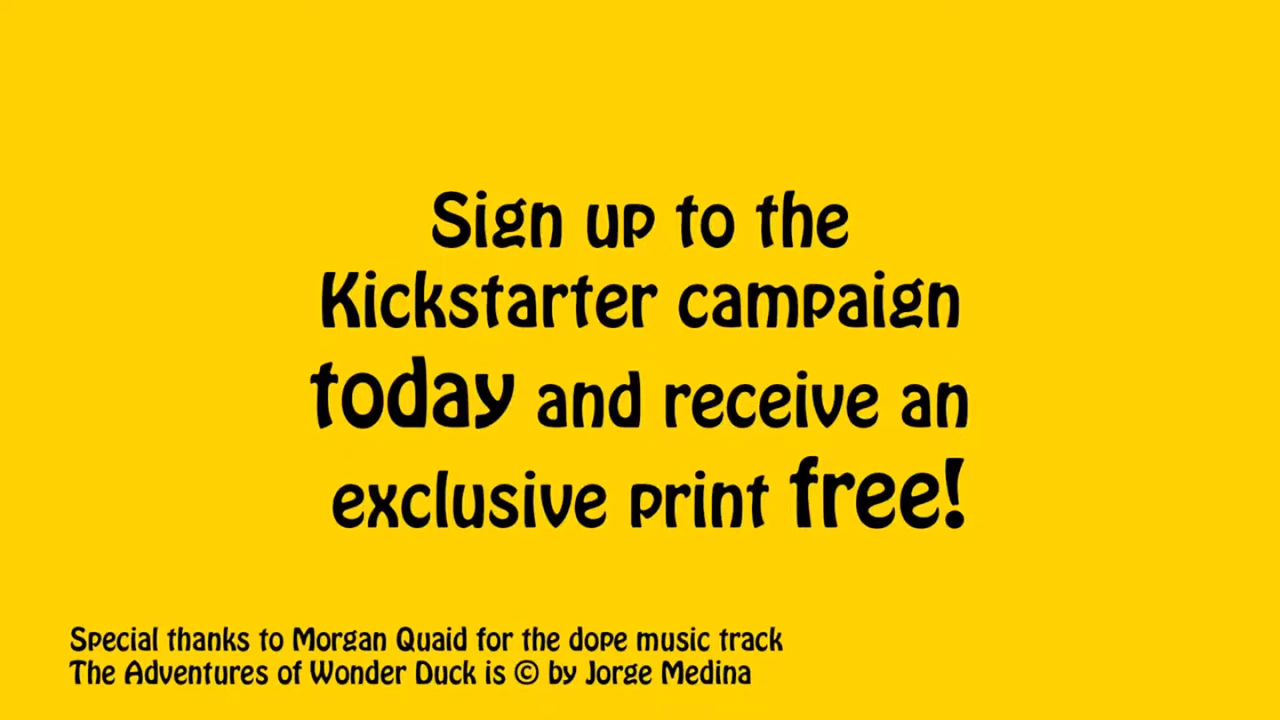 Sign up to the
Kickstarter campaign
today and receive an
exclusive print free!
Special thanks to Morgan Quaid for the dope music track
The Adventures of Wonder Duck is © by Jorge Medina